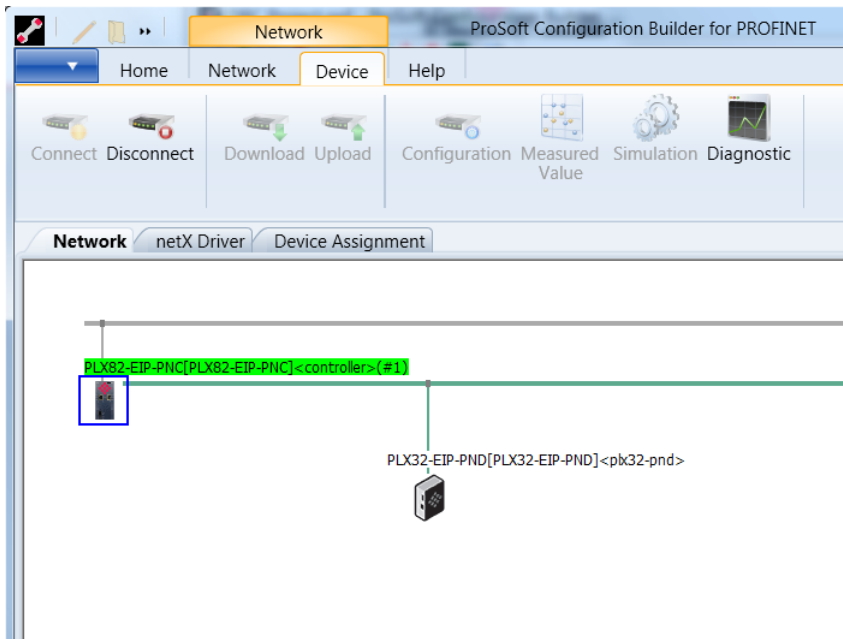 Network
ProSoft Configuration Builder for PROFINET
Home Network Device Help
Connect Disconnect Download Upload Configuration Measured Value Simulation Diagnostic
Network netX Driver Device Assignment
PLX82-EIP-PNC[PLX82-EIP-PNC]<controller>(#1)
PLX32-EIP-PND[PLX32-EIP-PND]<plx32-pnd>